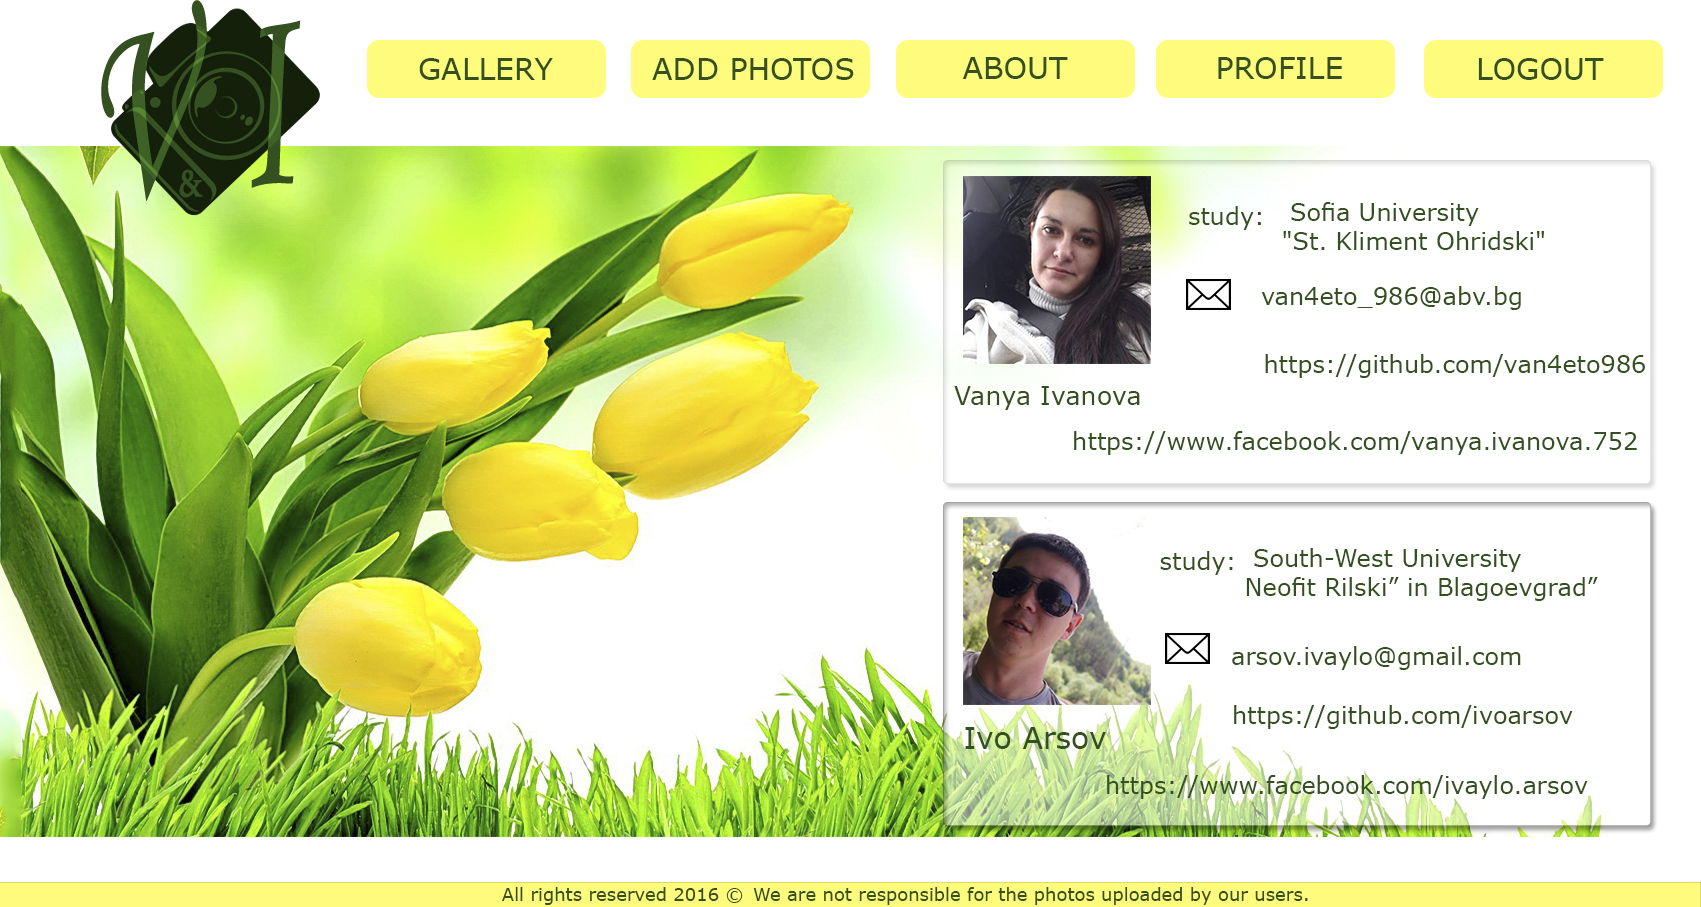 V & I
GALLERY
ADD PHOTOS
ABOUT
PROFILE
LOGOUT
study: Sofia University
"St. Kliment Ohridski"
van4eto_986@abv.bg
https://github.com/van4eto986
Vanya Ivanova
https://www.facebook.com/vanya.ivanova.752
study: South-West University
Neofit Rilski” in Blagoevgrad”
arsov.ivaylo@gmail.com
https://github.com/ivoarsov
Ivo Arsov
https://www.facebook.com/ivaylo.arsov
All rights reserved 2016 © We are not responsible for the photos uploaded by our users.